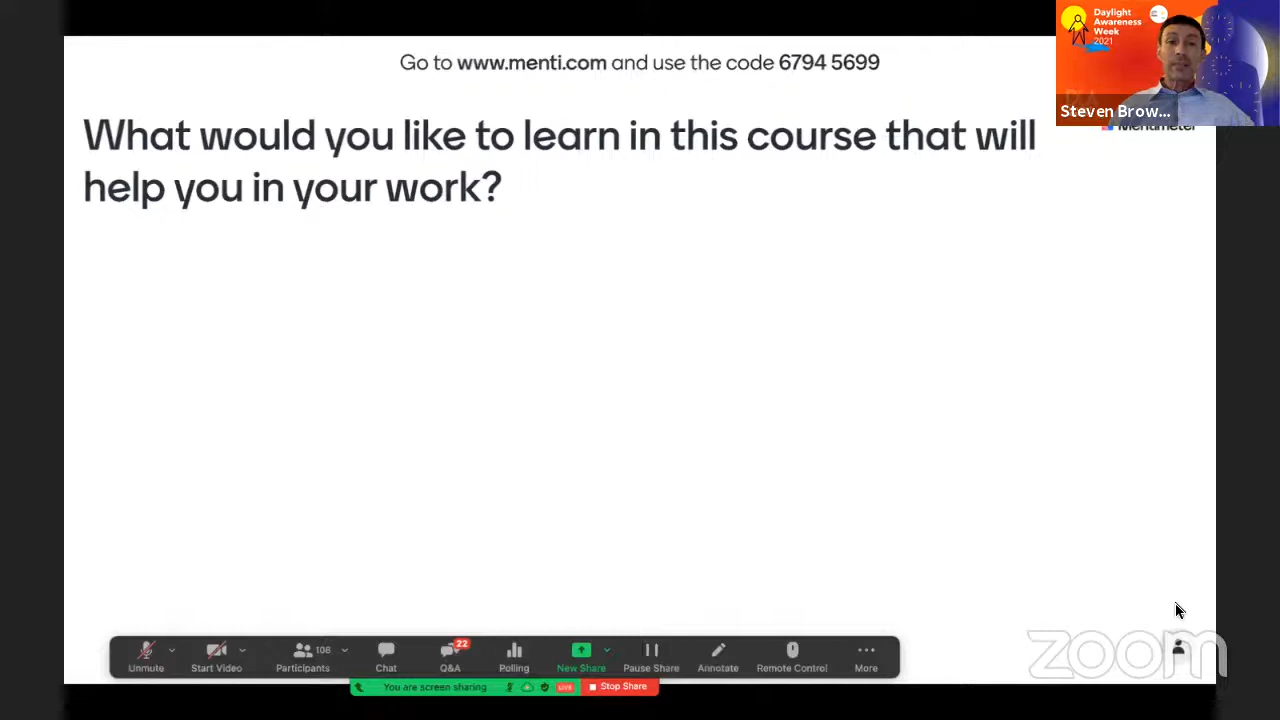 Go to www.menti.com and use the code 6794 5699
Daylight
Awareness
Week
2021
Steven Brow...
Mentimeter
What would you like to learn in this course that will
help you in your work?
zoom
108
22
Unmute
Start Video
Participants
Chat
Q&A
Polling
New Share
Pause Share
Annotate
Remote Control
More
You are screen sharing
LIVE
Stop Share